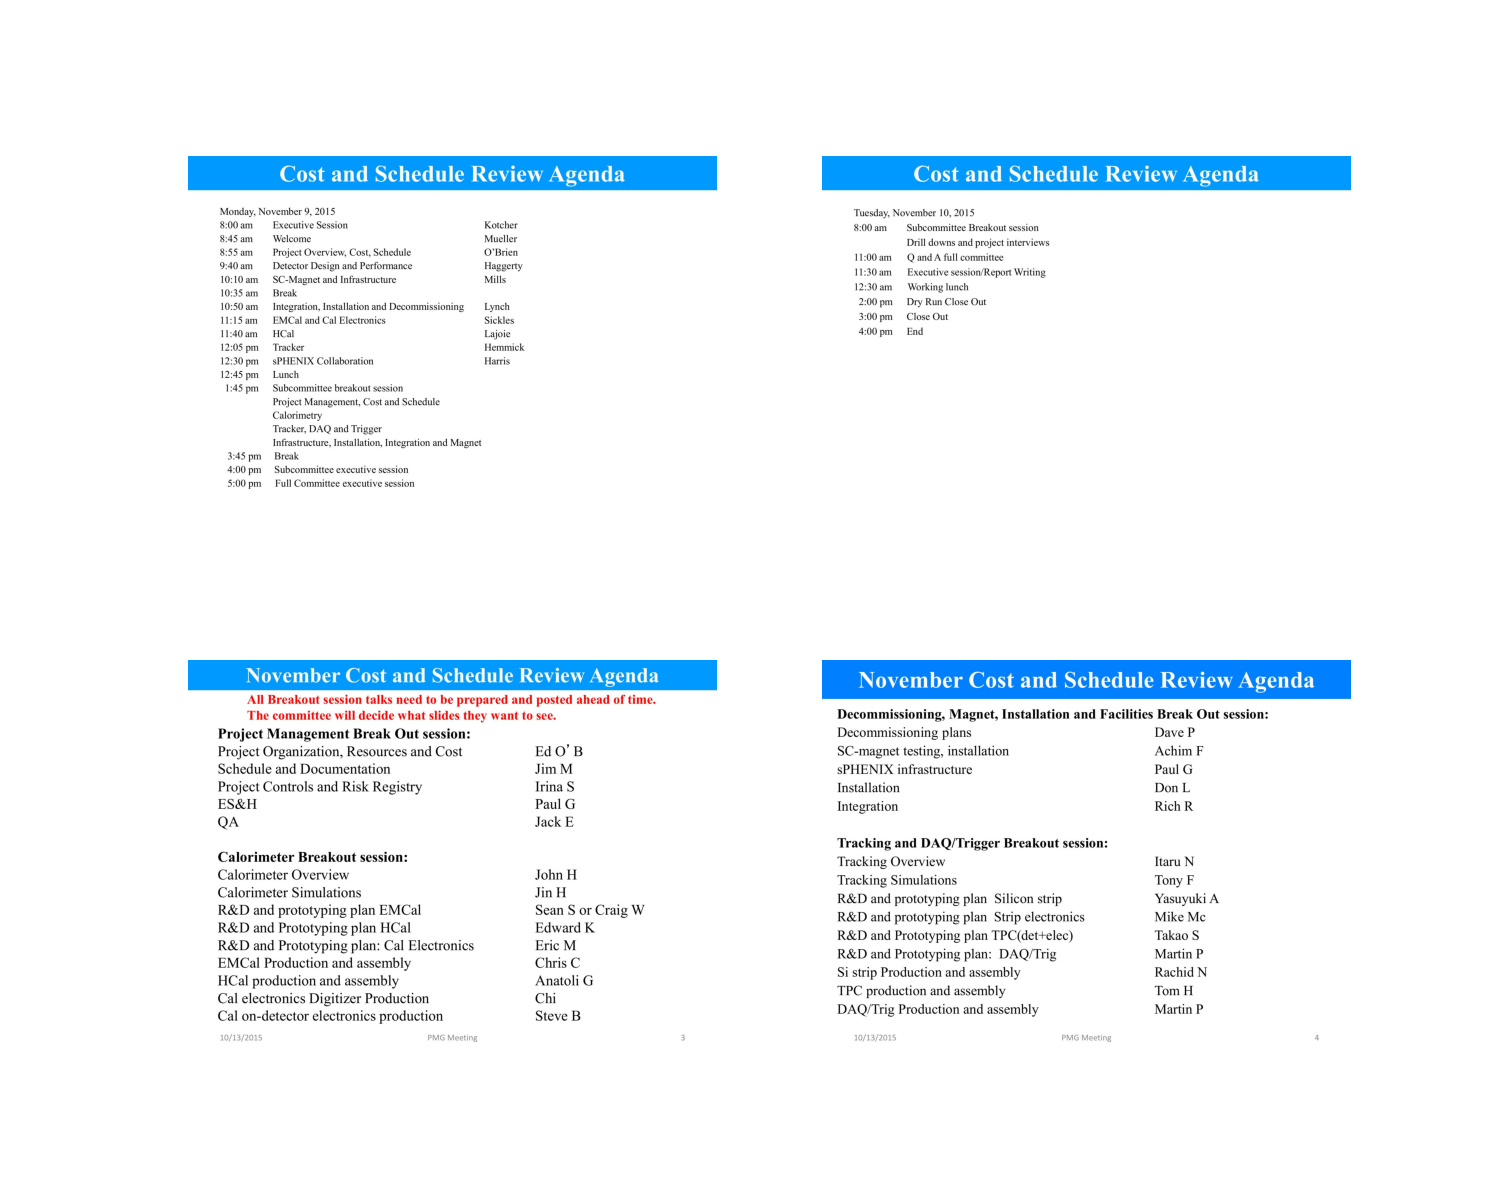 Cost and Schedule Review Agenda
Monday, November 9, 2015
8:00 am Executive Session Kotcher
8:45 am Welcome Mueller
8:55 am Project Overview, Cost, Schedule O’Brien
9:40 am Detector Design and Performance Haggerty
10:10 am SC-Magnet and Infrastructure Mills
10:35 am Break
10:50 am Integration, Installation and Decommissioning Lynch
11:15 am EMCal and Cal Electronics Sickles
11:40 am HCal Lajoie
12:05 pm Tracker Hemmick
12:30 pm sPHENIX Collaboration Harris
12:45 pm Lunch
1:45 pm Subcommittee breakout session
Project Management, Cost and Schedule
Calorimetry
Tracker, DAQ and Trigger
Infrastructure, Installation, Integration and Magnet
3:45 pm Break
4:00 pm Subcommittee executive session
5:00 pm Full Committee executive session
Cost and Schedule Review Agenda
Tuesday, November 10, 2015
8:00 am Subcommittee Breakout session
Drill downs and project interviews
11:00 am Q and A full committee
11:30 am Executive session/Report Writing
12:30 am Working lunch
2:00 pm Dry Run Close Out
3:00 pm Close Out
4:00 pm End
November Cost and Schedule Review Agenda
All Breakout session talks need to be prepared and posted ahead of time.
The committee will decide what slides they want to see.
Project Management Break Out session:
Project Organization, Resources and Cost Ed O’B
Schedule and Documentation Jim M
Project Controls and Risk Registry Irina S
ES&H Paul G
QA Jack E
Calorimeter Breakout session:
Calorimeter Overview John H
Calorimeter Simulations Jin H
R&D and prototyping plan EMCal Sean S or Craig W
R&D and Prototyping plan HCal Edward K
R&D and Prototyping plan: Cal Electronics Eric M
EMCal Production and assembly Chris C
HCal production and assembly Anatoli G
Cal electronics Digitizer Production Chi
Cal on-detector electronics production Steve B
10/13/2015 PMG Meeting 3
November Cost and Schedule Review Agenda
Decommissioning, Magnet, Installation and Facilities Break Out session:
Decommissioning plans Dave P
SC-magnet testing, installation Achim F
sPHENIX infrastructure Paul G
Installation Don L
Integration Rich R
Tracking and DAQ/Trigger Breakout session:
Tracking Overview Itaru N
Tracking Simulations Tony F
R&D and prototyping plan Silicon strip Yasuyuki A
R&D and prototyping plan Strip electronics Mike Mc
R&D and Prototyping plan TPC(det+elec) Takao S
R&D and Prototyping plan: DAQ/Trig Martin P
Si strip Production and assembly Rachid N
TPC production and assembly Tom H
DAQ/Trig Production and assembly Martin P
10/13/2015 PMG Meeting 4